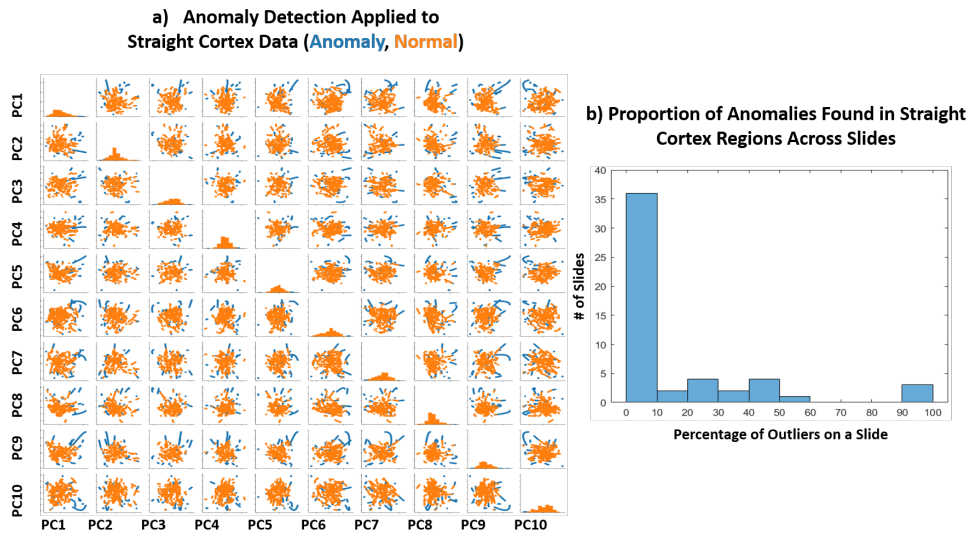 a) Anomaly Detection Applied to
Straight Cortex Data (Anomaly, Normal)
PC1
PC2
PC3
PC4
PC5
PC6
PC7
PC8
PC9
PC10
PC1 PC2 PC3 PC4 PC5 PC6 PC7 PC8 PC9 PC10
b) Proportion of Anomalies Found in Straight
Cortex Regions Across Slides
# of Slides
40
35
30
25
20
15
10
5
0
0 10 20 30 40 50 60 70 80 90 100
Percentage of Outliers on a Slide